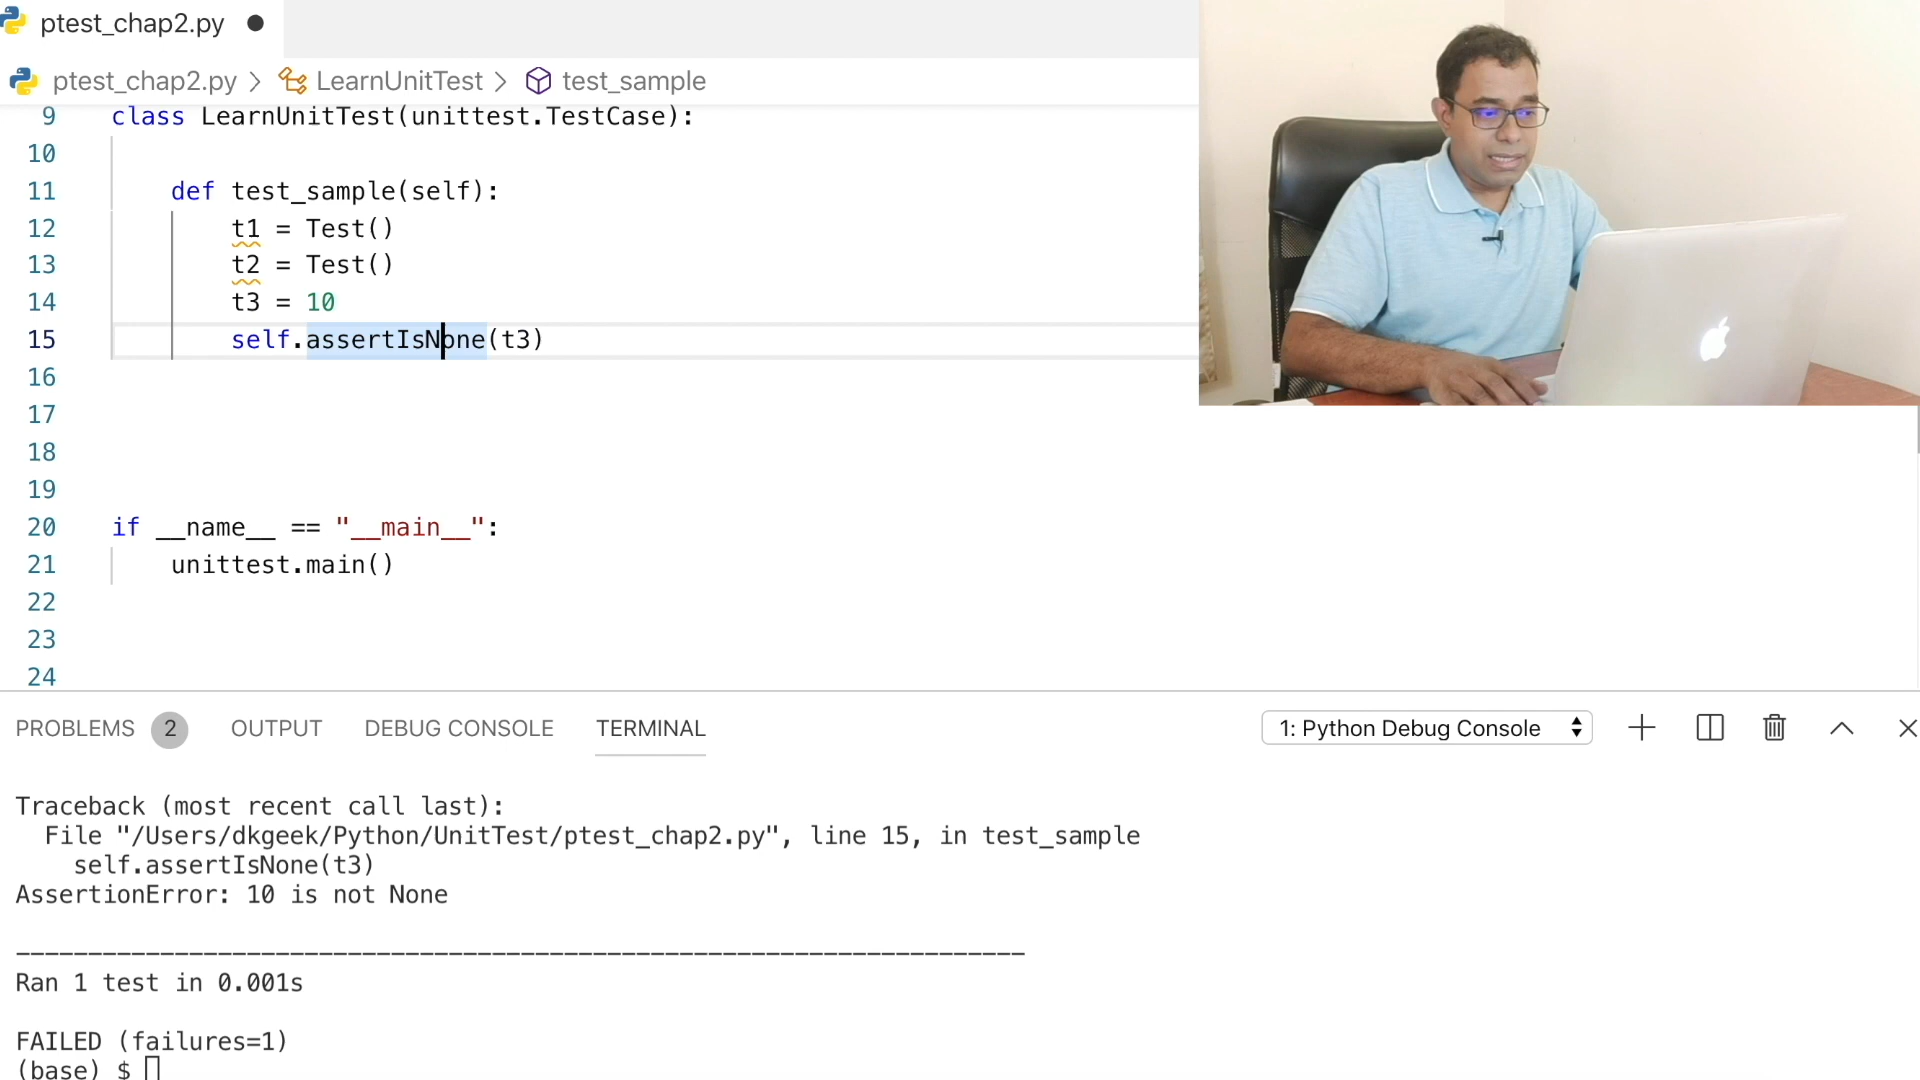 ptest_chap2.py
ptest_chap2.py > LearnUnitTest > test_sample
9 class LearnUnitTest(unittest.TestCase):
10
11 def test_sample(self):
12 t1 = Test()
13 t2 = Test()
14 t3 = 10
15 self.assertIsNone(t3)
16
17
18
19
20 if __name__ == "__main__":
21 unittest.main()
22
23
24
PROBLEMS 2 OUTPUT DEBUG CONSOLE TERMINAL 1: Python Debug Console
Traceback (most recent call last):
File "/Users/dkgeek/Python/UnitTest/ptest_chap2.py", line 15, in test_sample
self.assertIsNone(t3)
AssertionError: 10 is not None
----------------------------------------------------------------------
Ran 1 test in 0.001s
FAILED (failures=1)
(base) $